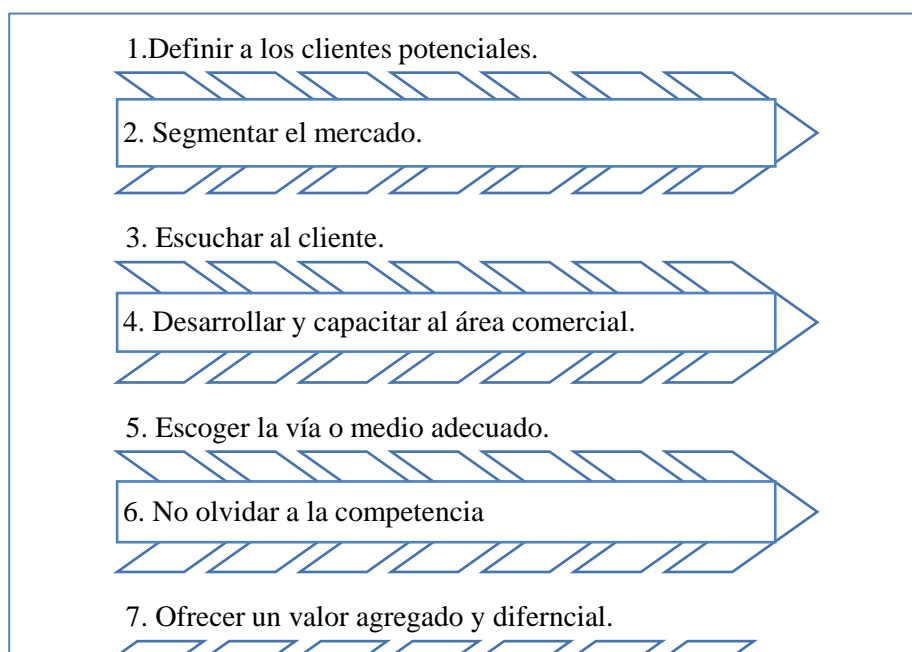 1.Definir a los clientes potenciales.
2. Segmentar el mercado.
3. Escuchar al cliente.
4. Desarrollar y capacitar al área comercial.
5. Escoger la vía o medio adecuado.
6. No olvidar a la competencia
7. Ofrecer un valor agregado y diferncial.